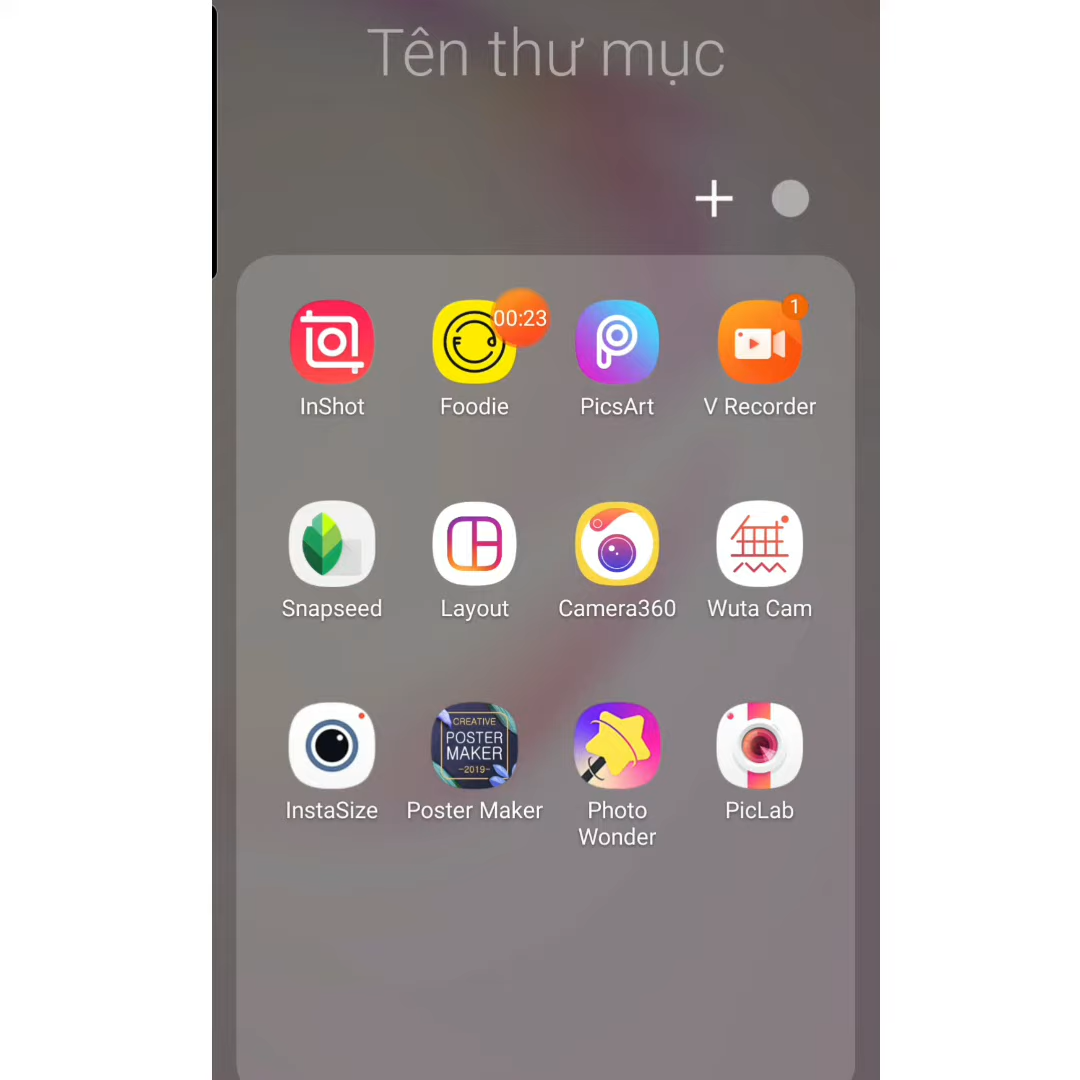 Tên thư mục
00:23
1
InShot
Foodie
PicsArt
V Recorder
Snapseed
Layout
Camera360
Wuta Cam
CREATIVE
POSTER
MAKER
-2019-
InstaSize
Poster Maker
Photo
Wonder
PicLab